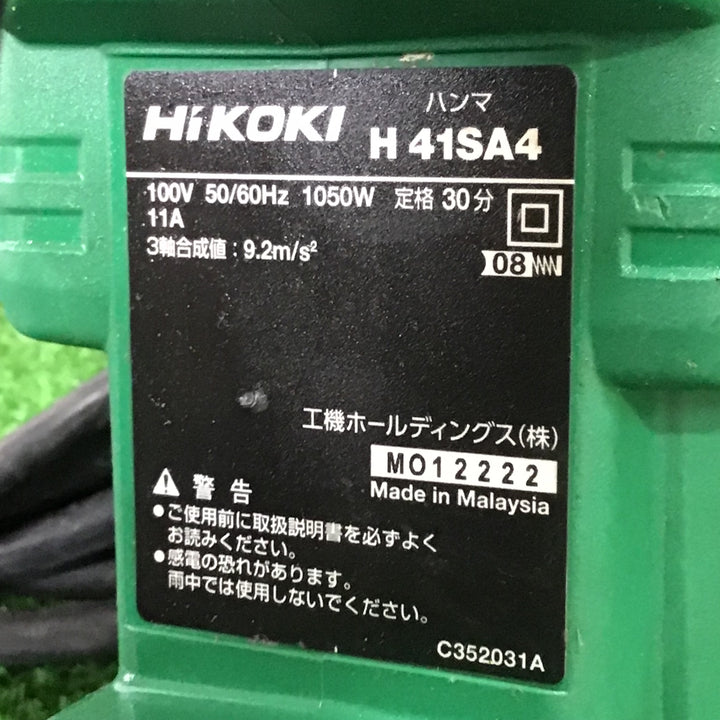 HiKOKI
ハンマ
H 41SA4
100V 50/60Hz 1050W 定格 30分
11A
3軸合成値：9.2m/s²
08
工機ホールディングス(株)
M012222
Made in Malaysia
警告
●ご使用前に取扱説明書を必ずよく
お読みください。
●感電の恐れがあります。
雨中では使用しないでください。
C352031A